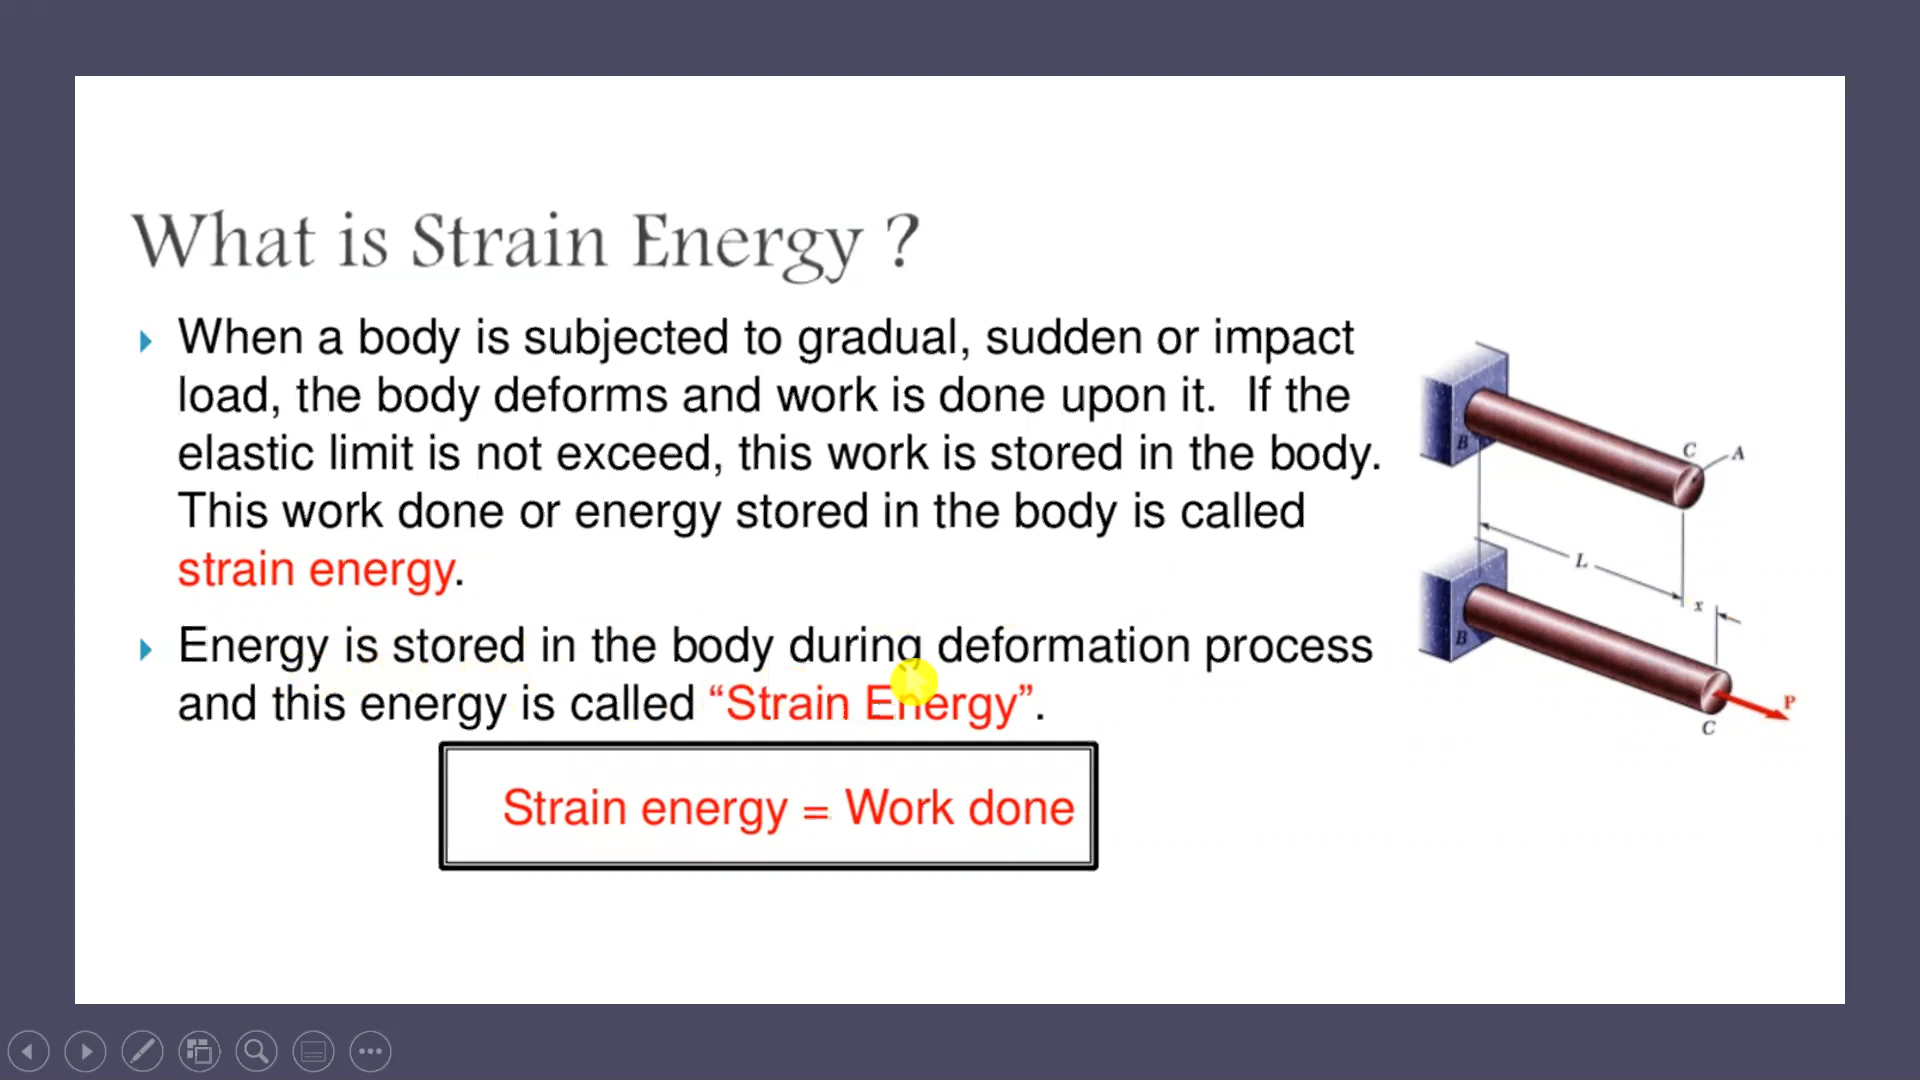 What is Strain Energy ?
When a body is subjected to gradual, sudden or impact
load, the body deforms and work is done upon it.  If the
elastic limit is not exceed, this work is stored in the body.
This work done or energy stored in the body is called
strain energy.
Energy is stored in the body during deformation process
and this energy is called “Strain Energy”.
Strain energy = Work done
C
A
B
L
x
B
P
C